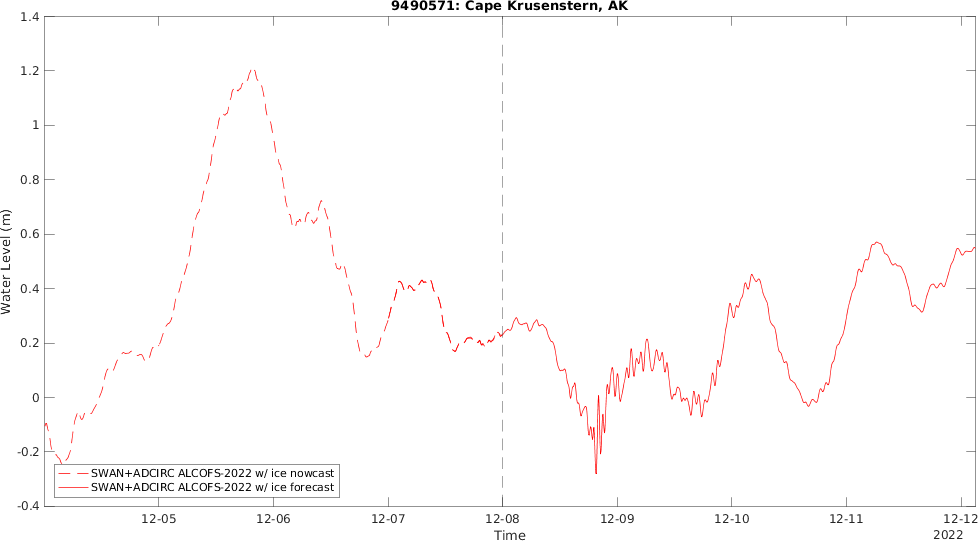 9490571: Cape Krusenstern, AK
1.4
1.2
1
0.8
0.6
0.4
0.2
0
-0.2
-0.4
Water Level (m)
SWAN+ADCIRC ALCOFS-2022 w/ ice nowcast
SWAN+ADCIRC ALCOFS-2022 w/ ice forecast
12-05 12-06 12-07 12-08 12-09 12-10 12-11 12-12
Time
2022